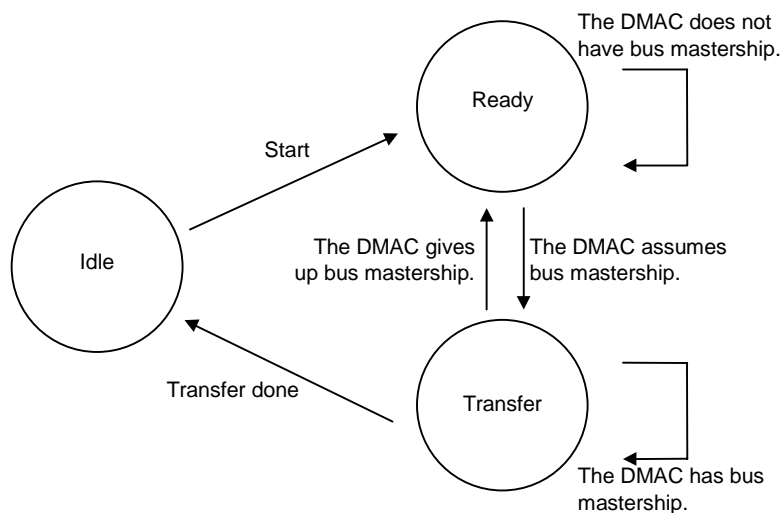 The DMAC does not
have bus mastership.
Ready
Start
Idle
The DMAC gives
up bus mastership.
The DMAC assumes
bus mastership.
Transfer done
Transfer
The DMAC has bus
mastership.